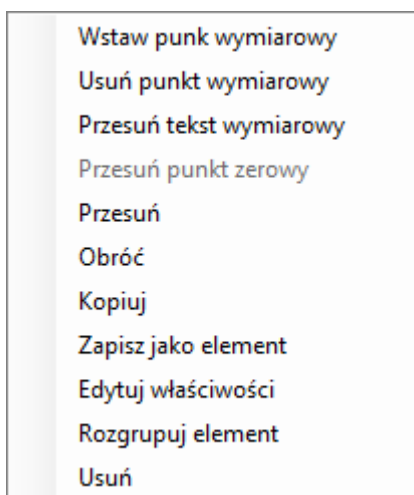 Wstaw punk wymiarowy
Usuń punkt wymiarowy
Przesuń tekst wymiarowy
Przesuń punkt zerowy
Przesuń
Obróć
Kopiuj
Zapisz jako element
Edytuj właściwości
Rozgrupuj element
Usuń